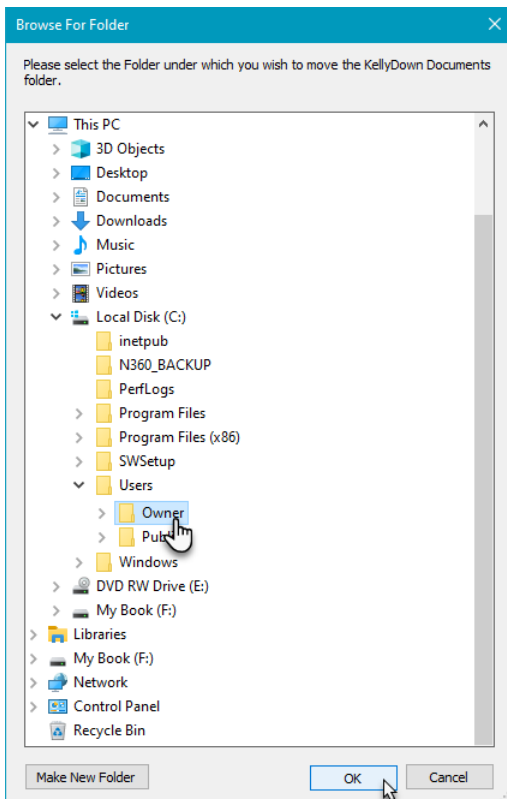 Browse For Folder
Please select the Folder under which you wish to move the KellyDown Documents
folder.
This PC
3D Objects
Desktop
Documents
Downloads
Music
Pictures
Videos
Local Disk (C:)
inetpub
N360_BACKUP
PerfLogs
Program Files
Program Files (x86)
SWSetup
Users
Owner
Windows
DVD RW Drive (E:)
My Book (F:)
Libraries
My Book (F:)
Network
Control Panel
Recycle Bin
Make New Folder
OK
Cancel